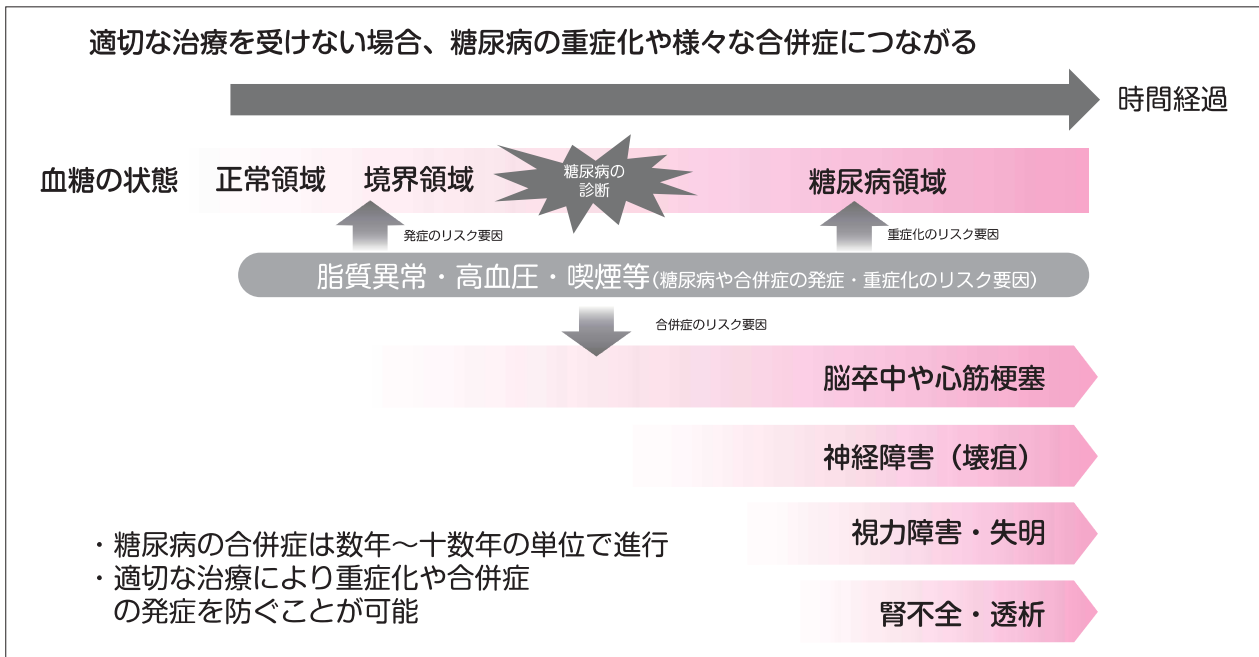 適切な治療を受けない場合、糖尿病の重症化や様々な合併症につながる
時間経過
血糖の状態
正常領域
境界領域
糖尿病の
診断
糖尿病領域
発症のリスク要因
重症化のリスク要因
脂質異常・高血圧・喫煙等(糖尿病や合併症の発症・重症化のリスク要因)
合併症のリスク要因
脳卒中や心筋梗塞
神経障害（壊疽）
視力障害・失明
腎不全・透析
・糖尿病の合併症は数年～十数年の単位で進行
・適切な治療により重症化や合併症
の発症を防ぐことが可能